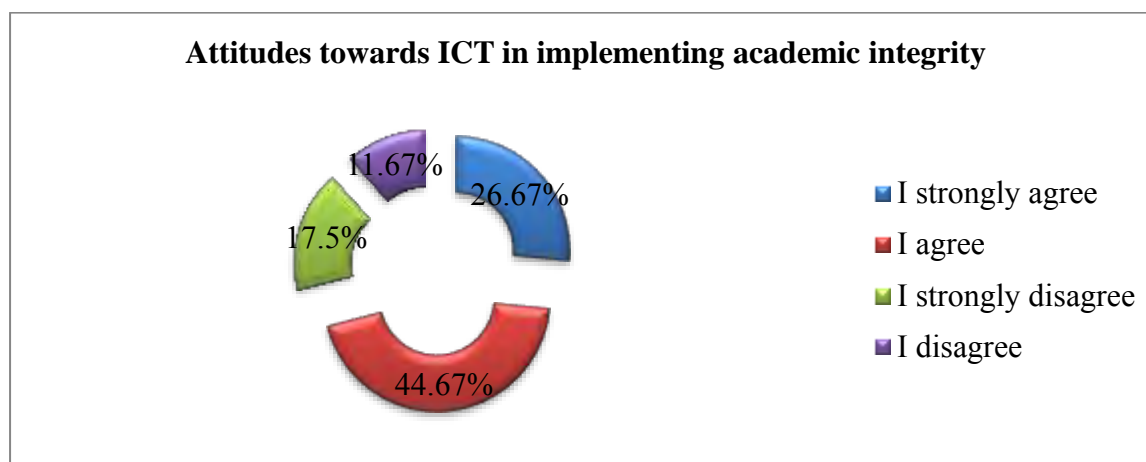 Attitudes towards ICT in implementing academic integrity
11.67%
26.67%
17.5%
44.67%
I strongly agree
I agree
I strongly disagree
I disagree